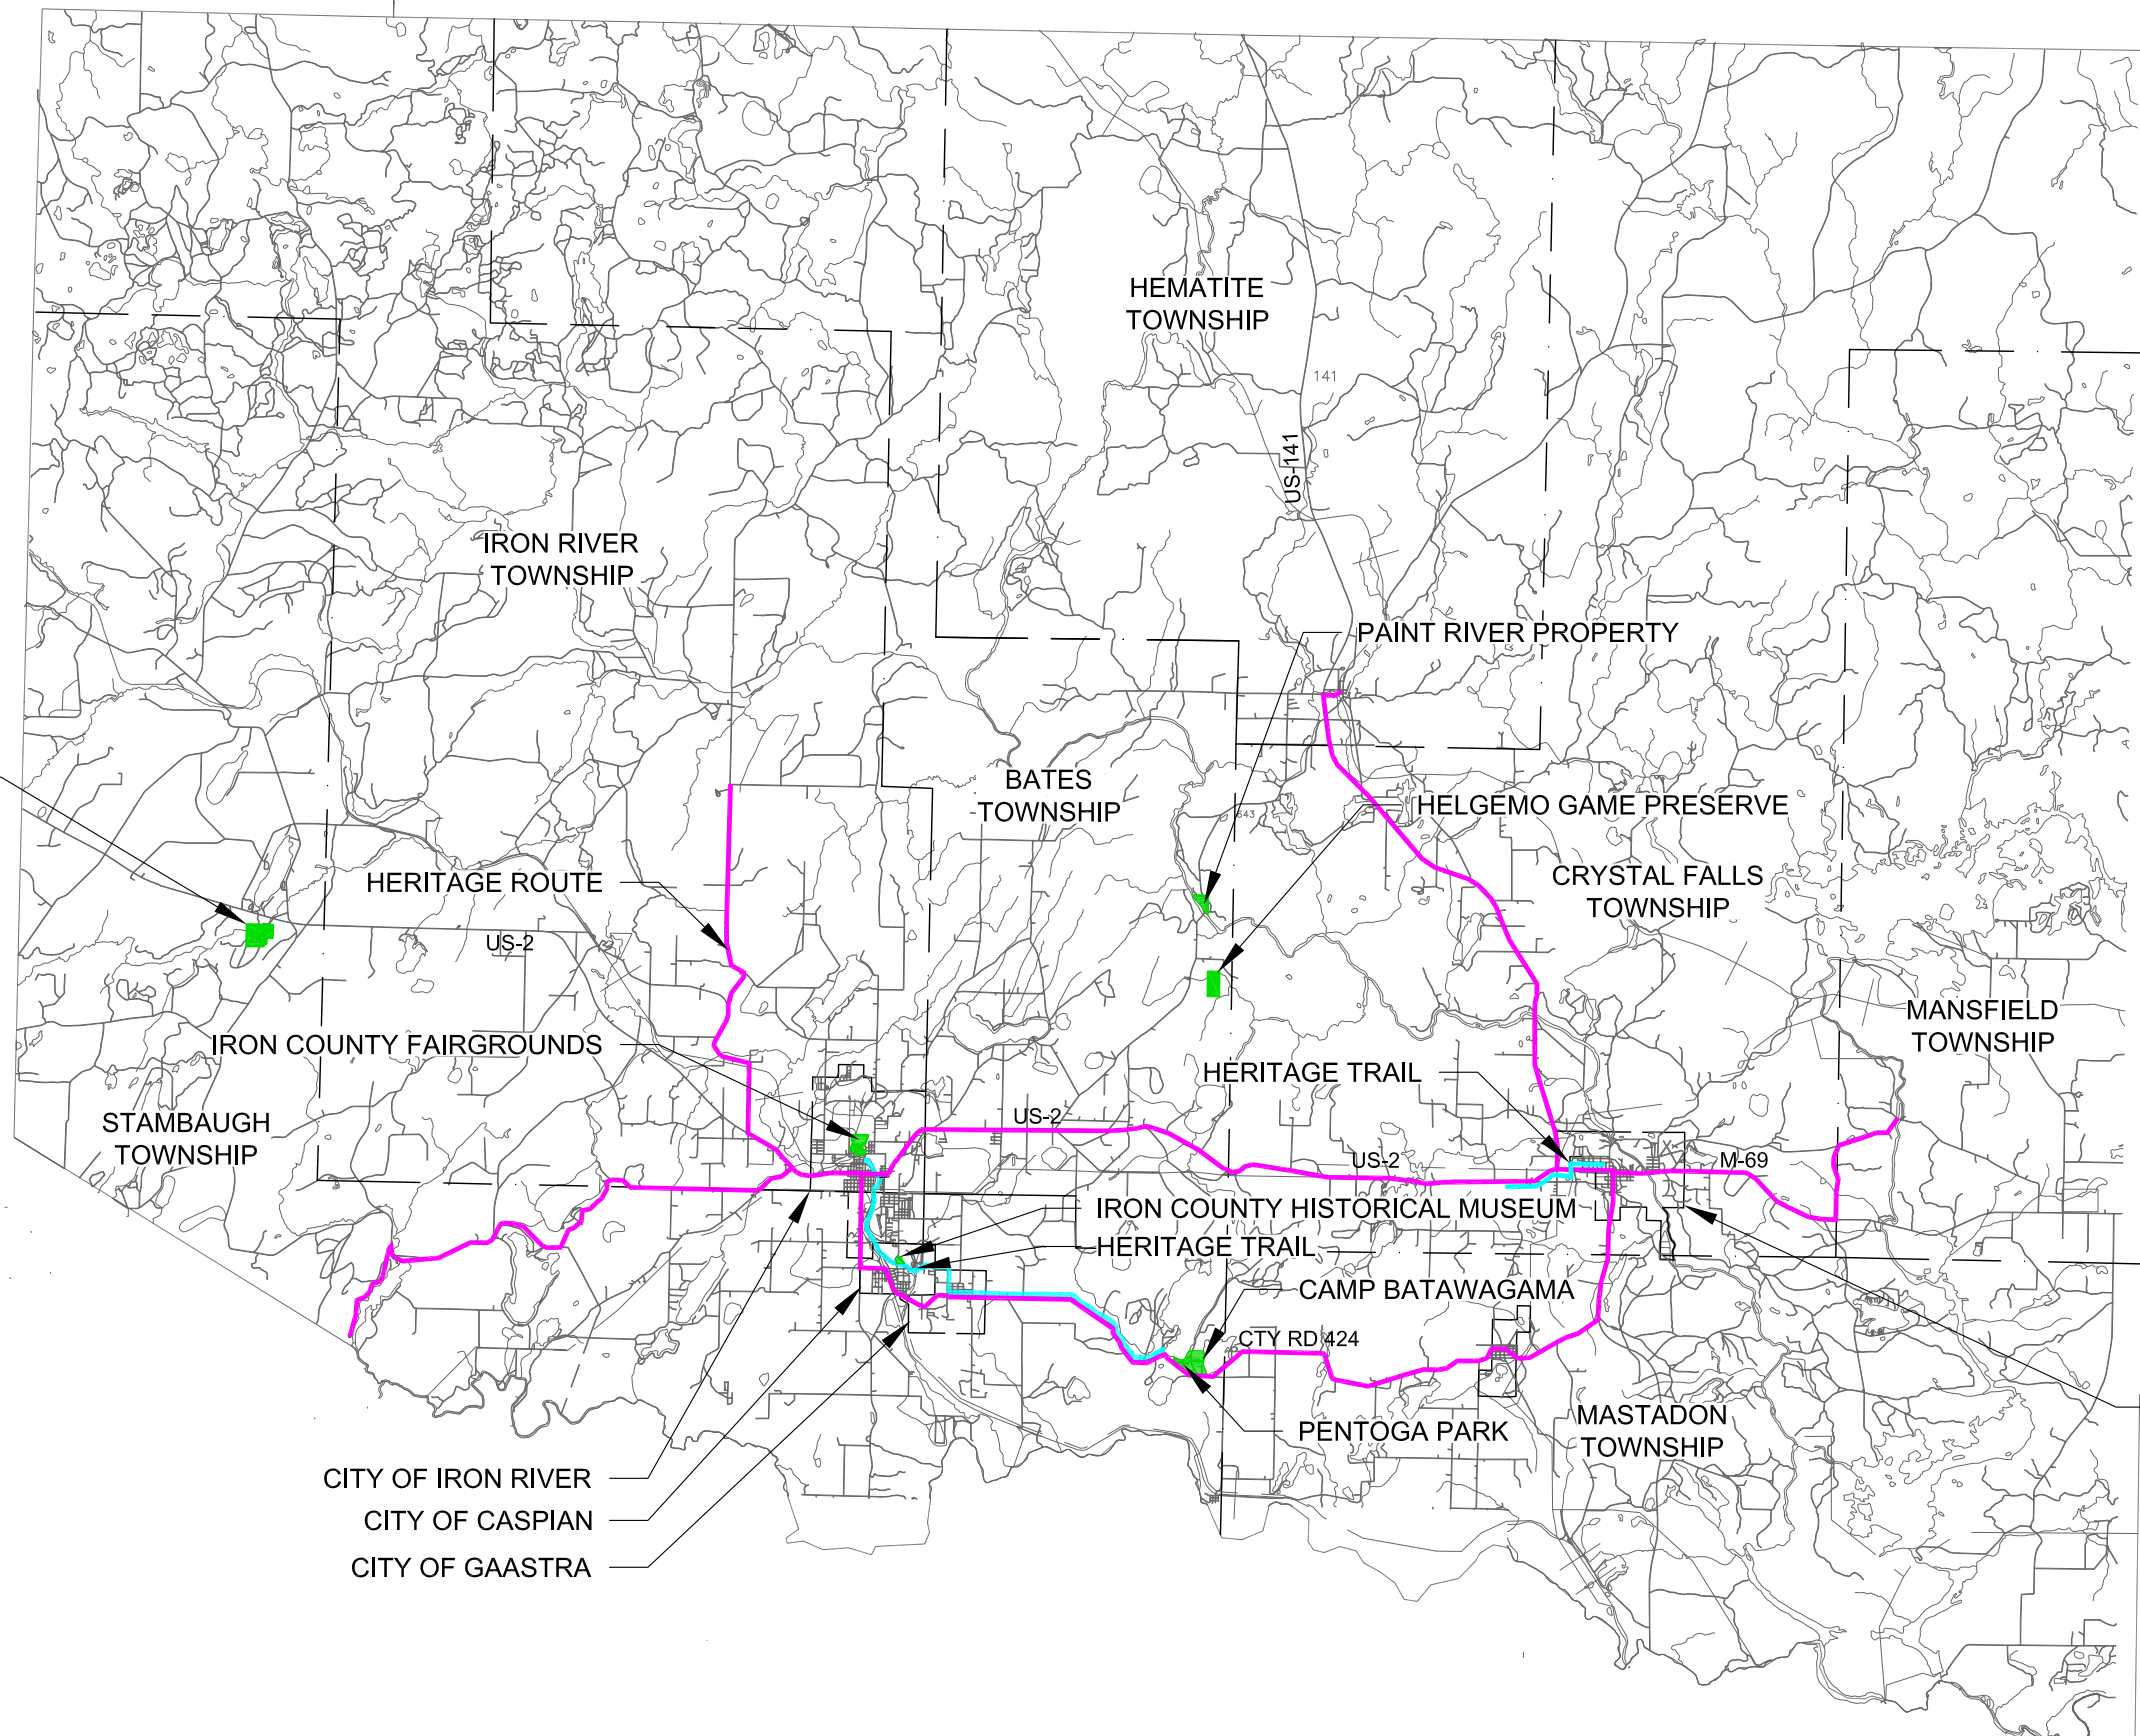 HEMATITE
TOWNSHIP
141
US-141
IRON RIVER
TOWNSHIP
PAINT RIVER PROPERTY
BATES
TOWNSHIP
643
HELGEMO GAME PRESERVE
CRYSTAL FALLS
TOWNSHIP
HERITAGE ROUTE
US-2
MANSFIELD
TOWNSHIP
IRON COUNTY FAIRGROUNDS
HERITAGE TRAIL
STAMBAUGH
TOWNSHIP
US-2
US-2
M-69
IRON COUNTY HISTORICAL MUSEUM
HERITAGE TRAIL
CAMP BATAWAGAMA
CTY RD 424
PENTOGA PARK
MASTADON
TOWNSHIP
CITY OF IRON RIVER
CITY OF CASPIAN
CITY OF GAASTRA